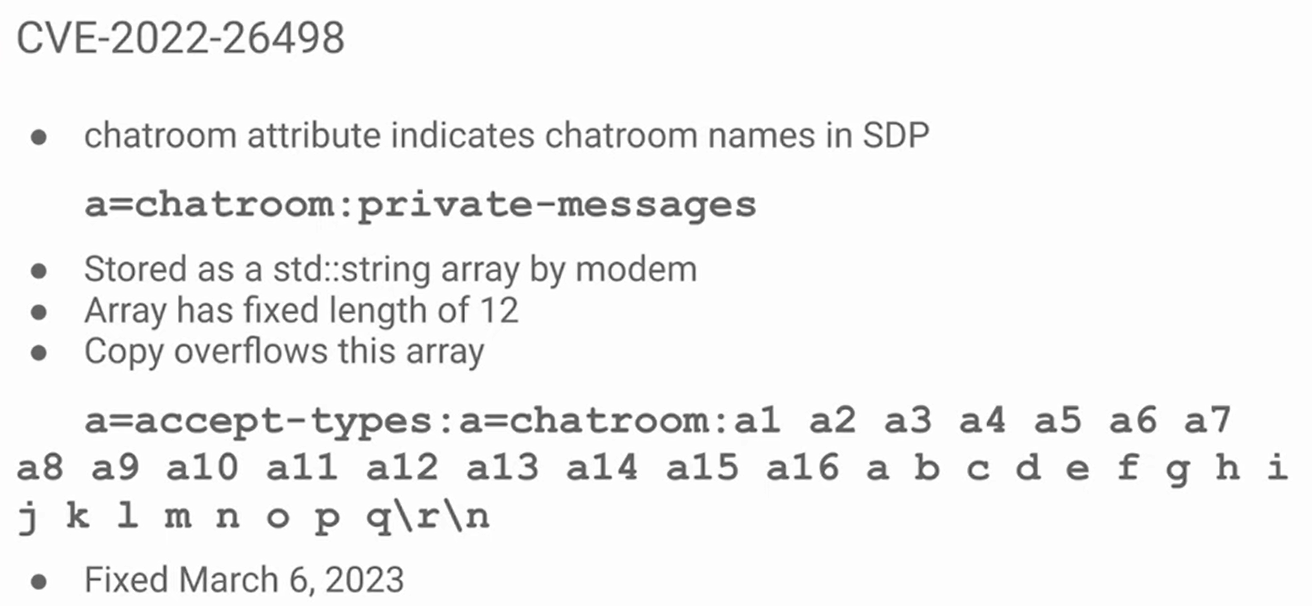 CVE-2022-26498
● chatroom attribute indicates chatroom names in SDP
a=chatroom:private-messages
● Stored as a std::string array by modem
● Array has fixed length of 12
● Copy overflows this array
a=accept-types:a=chatroom:a1 a2 a3 a4 a5 a6 a7
a8 a9 a10 a11 a12 a13 a14 a15 a16 a b c d e f g h i
j k l m n o p q\r\n
● Fixed March 6, 2023